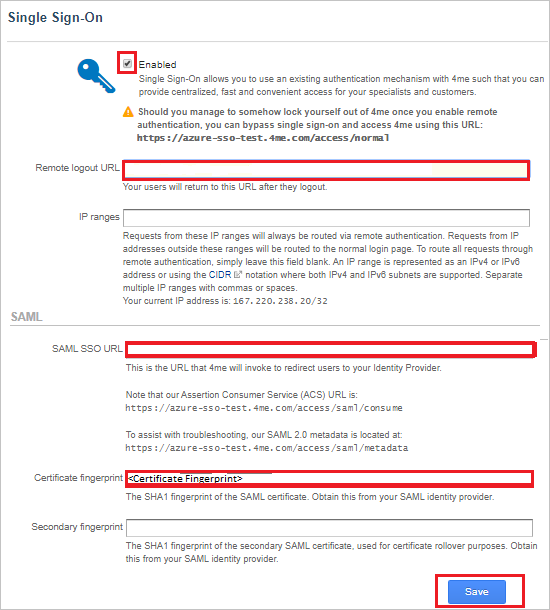 Single Sign-On
Enabled
Single Sign-On allows you to use an existing authentication mechanism with 4me such that you can
provide centralized, fast and convenient access for your specialists and customers.
Should you manage to somehow lock yourself out of 4me once you enable remote
authentication, you can bypass single sign-on and access 4me using this URL:
https://azure-sso-test.4me.com/access/normal
Remote logout URL
Your users will return to this URL after they logout.
IP ranges
Requests from these IP ranges will always be routed via remote authentication. Requests from IP
addresses outside these ranges will be routed to the normal login page. To route all requests through
remote authentication, simply leave this field blank. An IP range is represented as an IPv4 or IPv6
address or using the CIDR notation where both IPv4 and IPv6 subnets are supported. Separate
multiple IP ranges with commas or spaces.
Your current IP address is: 167.220.238.20/32
SAML
SAML SSO URL
This is the URL that 4me will invoke to redirect users to your Identity Provider.
Note that our Assertion Consumer Service (ACS) URL is:
https://azure-sso-test.4me.com/access/saml/consume
To assist with troubleshooting, our SAML 2.0 metadata is located at:
https://azure-sso-test.4me.com/access/saml/metadata
Certificate fingerprint <Certificate Fingerprint>
The SHA1 fingerprint of the SAML certificate. Obtain this from your SAML identity provider.
Secondary fingerprint
The SHA1 fingerprint of the secondary SAML certificate, used for certificate rollover purposes. Obtain
this from your SAML identity provider.
Save